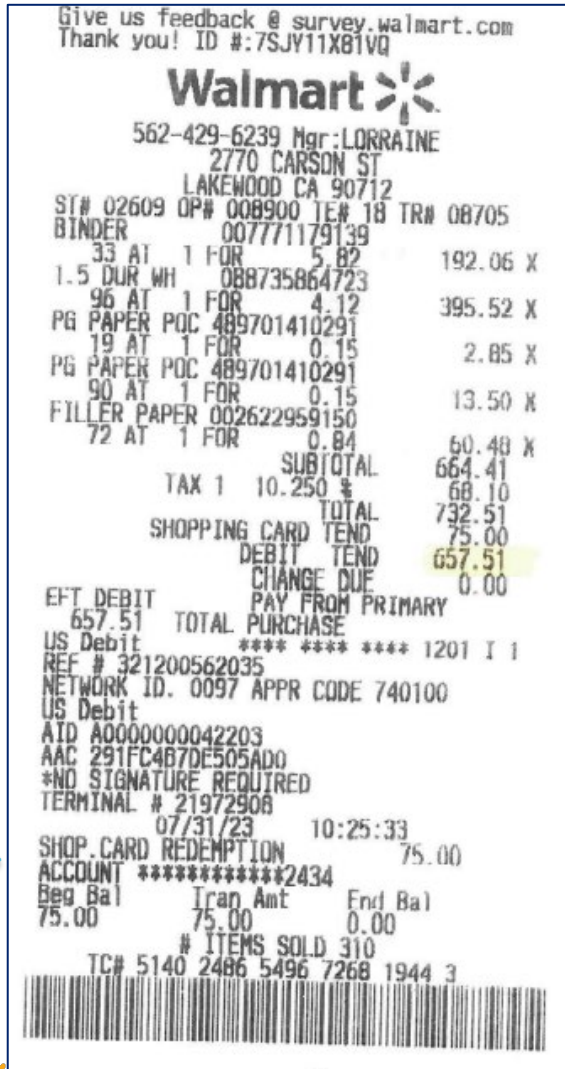 Give us feedback @ survey.walmart.com
Thank you! ID #:7SJY11X81VQ
Walmart
562-429-6239 Mgr:LORRAINE
2770 CARSON ST
LAKEWOOD CA 90712
ST# 02609 OP# 008900 TE# 18 TR# 08705
BINDER 007771179139
33 AT 1 FOR 5.82 192.06 X
1.5 DUR WH 088735864723
96 AT 1 FOR 4.12 395.52 X
PG PAPER POC 489701410291
19 AT 1 FOR 0.15 2.85 X
PG PAPER POC 489701410291
90 AT 1 FOR 0.15 13.50 X
FILLER PAPER 002622959150
72 AT 1 FOR 0.84 60.48 X
SUBTOTAL 664.41
TAX 1 10.250 % 68.10
TOTAL 732.51
SHOPPING CARD TEND 75.00
DEBIT TEND 657.51
CHANGE DUE 0.00
EFT DEBIT PAY FROM PRIMARY
657.51 TOTAL PURCHASE
US Debit **** **** **** 1201 I 1
REF # 321200562035
NETWORK ID. 0097 APPR CODE 740100
US Debit
AID A0000000042203
AAC 291FC4B7DE505AD0
*NO SIGNATURE REQUIRED
TERMINAL # 21972908
07/31/23 10:25:33
SHOP.CARD REDEMPTION 75.00
ACCOUNT ************2434
Beg Bal Tran Amt End Bal
75.00 75.00 0.00
# ITEMS SOLD 310
TC# 5140 2486 5496 7268 1944 3